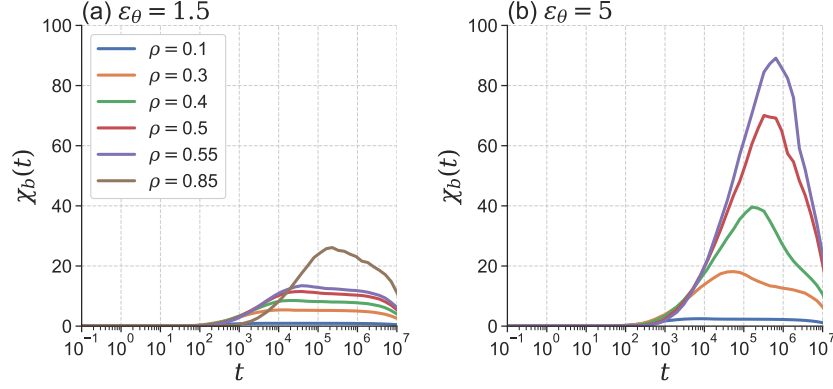 (a) εθ = 1.5
χb(t)
100
80
60
40
20
0
ρ = 0.1
ρ = 0.3
ρ = 0.4
ρ = 0.5
ρ = 0.55
ρ = 0.85
10⁻¹ 10⁰ 10¹ 10² 10³ 10⁴ 10⁵ 10⁶ 10⁷
t
(b) εθ = 5
χb(t)
100
80
60
40
20
0
10⁻¹ 10⁰ 10¹ 10² 10³ 10⁴ 10⁵ 10⁶ 10⁷
t